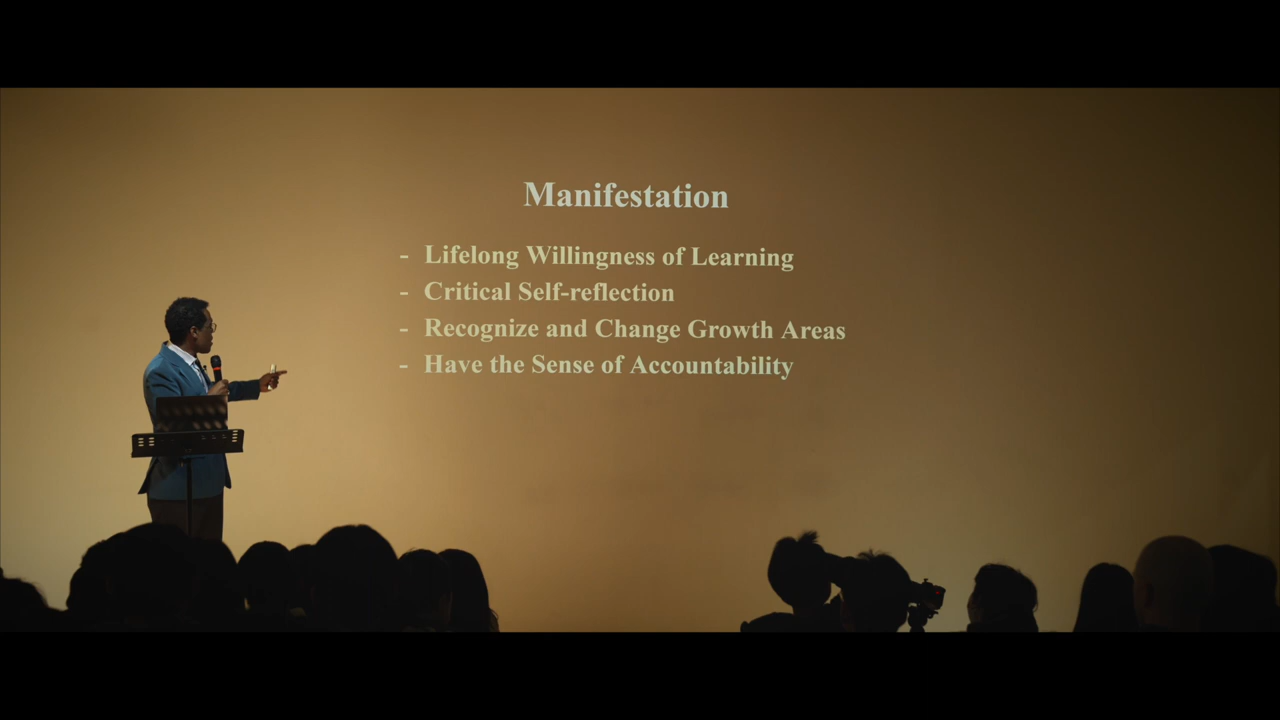 Manifestation
- Lifelong Willingness of Learning
- Critical Self-reflection
- Recognize and Change Growth Areas
- Have the Sense of Accountability